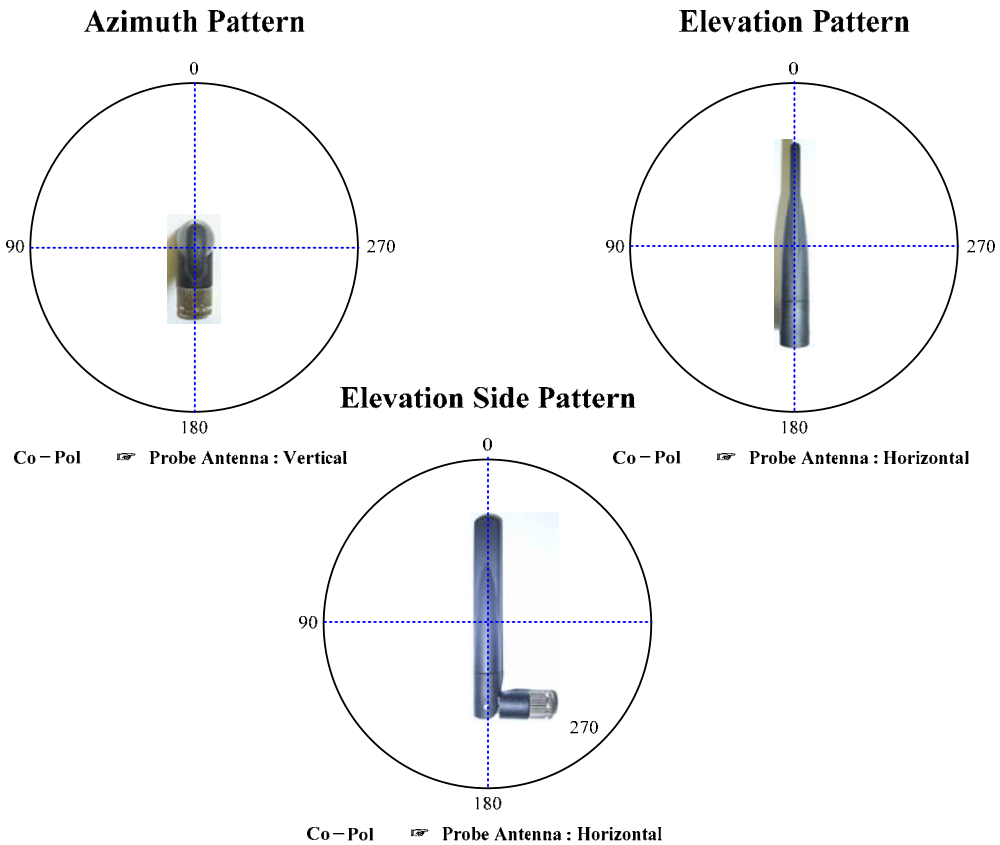 Azimuth Pattern
0
90
270
180
Co – Pol ☞ Probe Antenna : Vertical
Elevation Pattern
0
90
270
180
Co – Pol ☞ Probe Antenna : Horizontal
Elevation Side Pattern
0
90
270
180
Co – Pol ☞ Probe Antenna : Horizontal